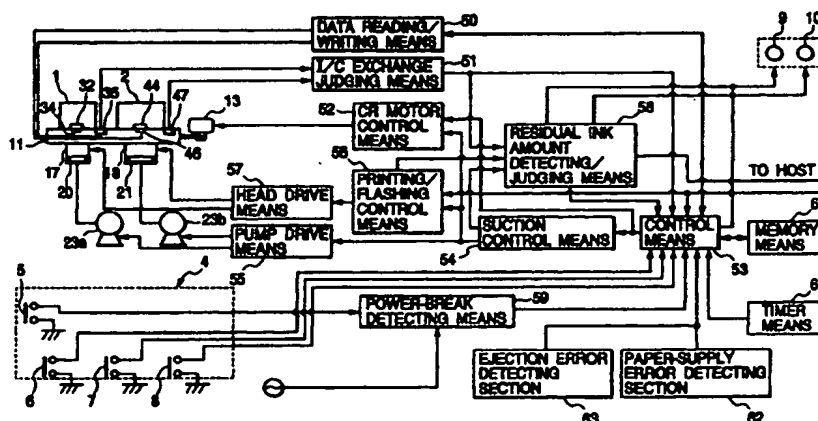 DATA READING/
WRITING MEANS
50
9
10
I/C EXCHANGE
JUDGING MEANS
51
1
32
2
44
47
34
35
13
11
46
52
CR MOTOR
CONTROL
MEANS
58
RESIDUAL INK
AMOUNT
DETECTING/
JUDGING MEANS
17
18
20
21
57
HEAD DRIVE
MEANS
56
PRINTING/
FLASHING
CONTROL
MEANS
TO HOST
23a
23b
PUMP DRIVE
MEANS
55
SUCTION
CONTROL MEANS
54
CONTROL
MEANS
53
MEMORY
MEANS
6
5
4
POWER-BREAK
DETECTING MEANS
59
TIMER
MEANS
6
6
7
8
EJECTION ERROR
DETECTING
SECTION
63
PAPER-SUPPLY
ERROR DETECTING
SECTION
62